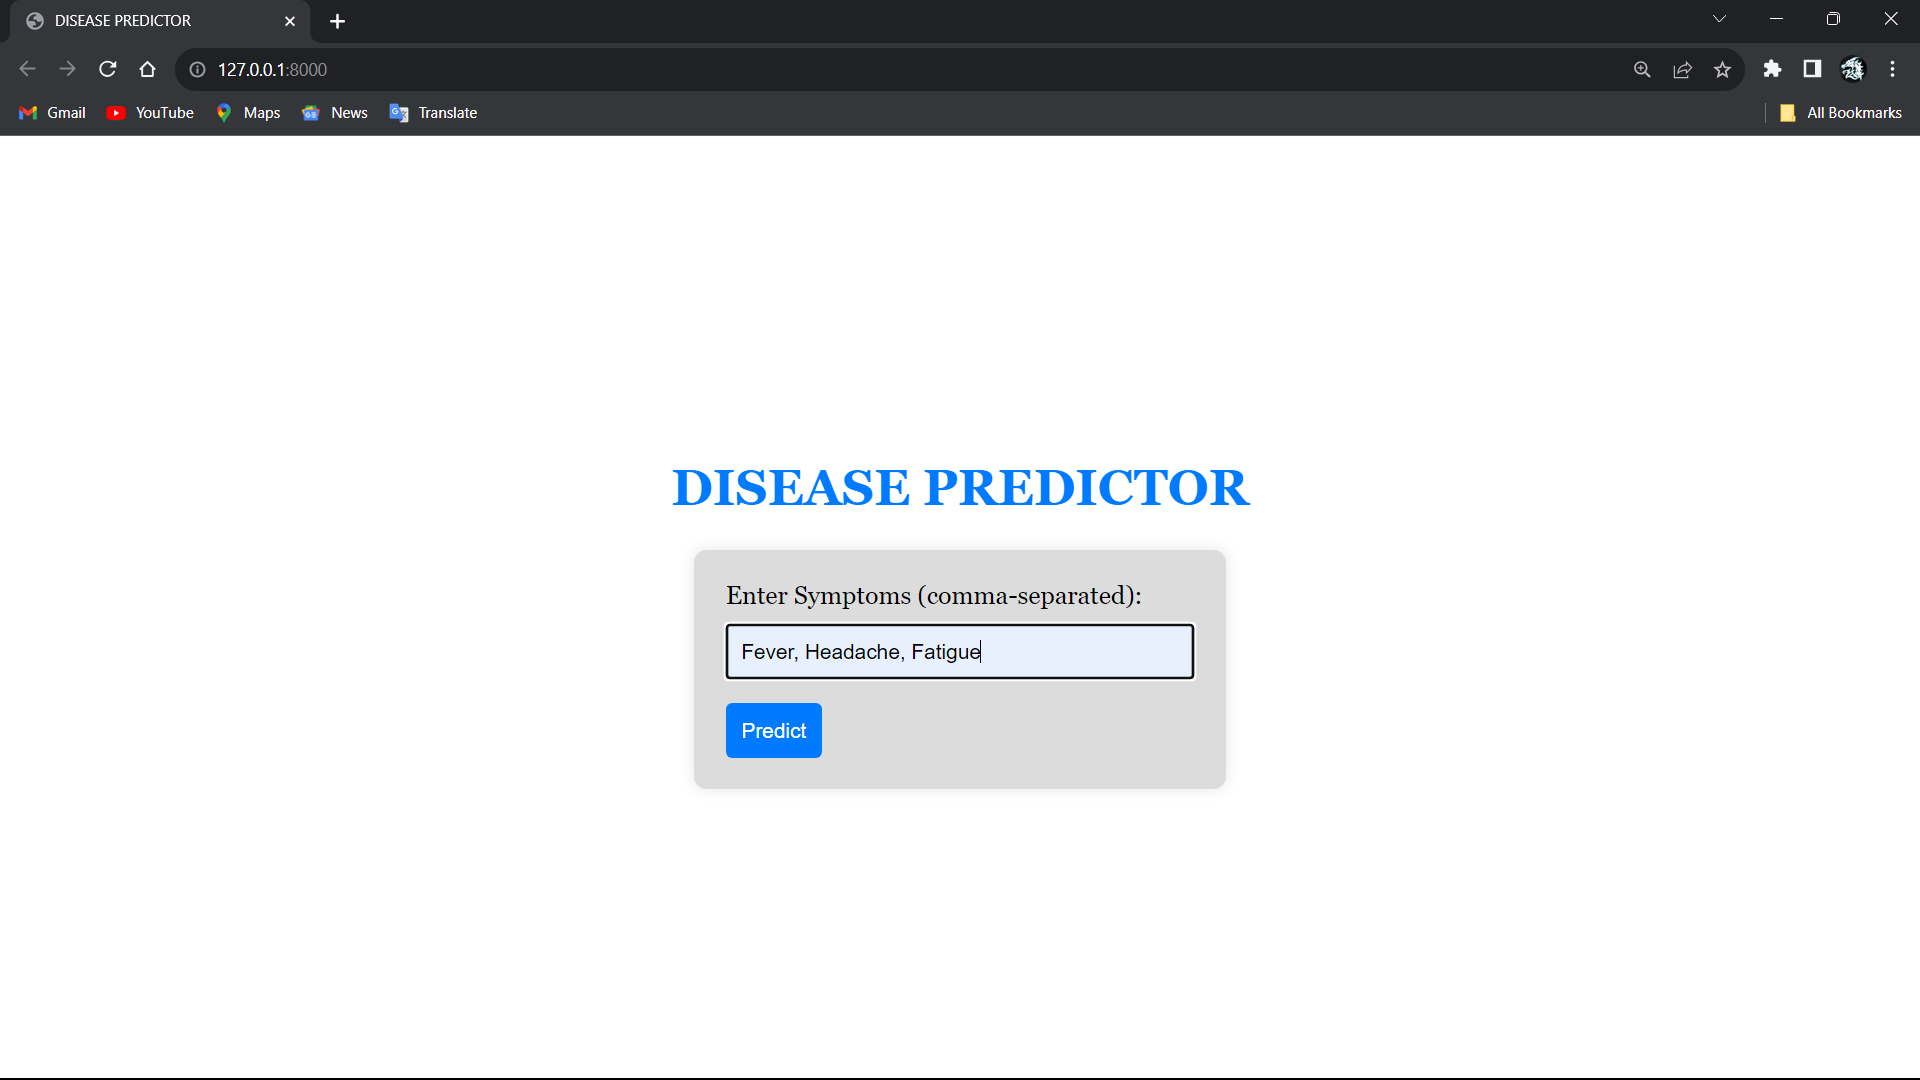 DISEASE PREDICTOR
127.0.0.1:8000
Gmail YouTube Maps News Translate All Bookmarks
DISEASE PREDICTOR
Enter Symptoms (comma-separated):
Fever, Headache, Fatigue
Predict